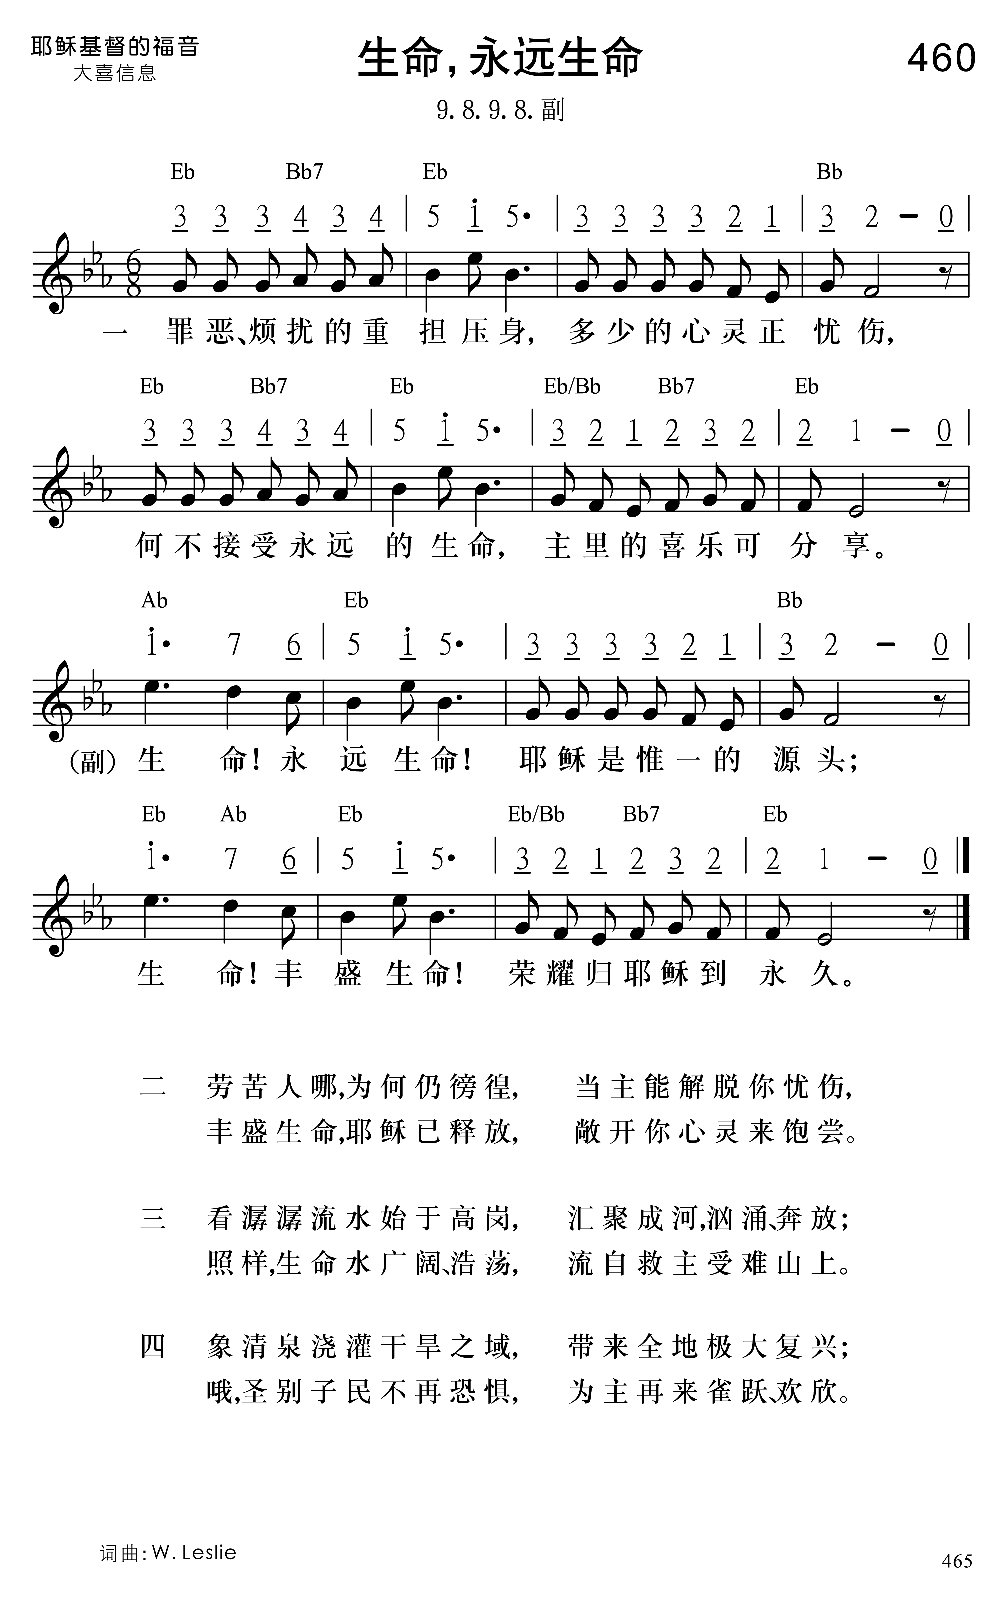 耶稣基督的福音
大喜信息
生命,永远生命
460
9. 8. 9. 8. 副
Eb Bb7 Eb Bb
3 3 3 4 3 4 | 5 i 5• | 3 3 3 3 2 1 | 3 2 – 0 |
6
8
一 罪恶、烦扰的重担压身, 多少的心灵正忧伤,
Eb Bb7 Eb Eb/Bb Bb7 Eb
3 3 3 4 3 4 | 5 i 5• | 3 2 1 2 3 2 | 2 1 – 0 |
何不接受永远的生命, 主里的喜乐可分享。
Ab Eb Bb
i• 7 6 | 5 i 5• | 3 3 3 3 2 1 | 3 2 – 0 |
(副) 生命!永远生命! 耶稣是惟一的源头;
Eb Ab Eb Eb/Bb Bb7 Eb
i• 7 6 | 5 i 5• | 3 2 1 2 3 2 | 2 1 – 0 ‖
生命!丰盛生命! 荣耀归耶稣到永久。
二 劳苦人哪,为何仍徬徨, 当主能解脱你忧伤,
丰盛生命,耶稣已释放, 敞开你心灵来饱尝。
三 看潺潺流水始于高岗, 汇聚成河,汹涌、奔放;
照样,生命水广阔、浩荡, 流自救主受难山上。
四 象清泉浇灌干旱之域, 带来全地极大复兴;
哦,圣别子民不再恐惧, 为主再来雀跃、欢欣。
词曲: W. Leslie
465